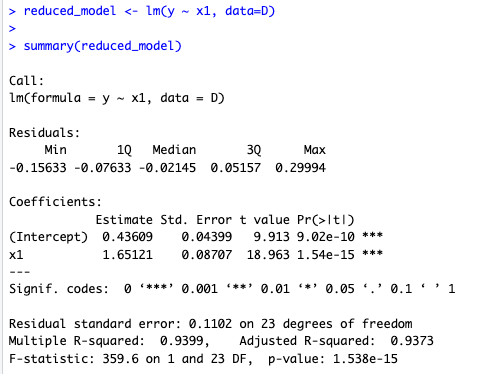 > reduced_model <- lm(y ~ x1, data=D)
>
> summary(reduced_model)
Call:
lm(formula = y ~ x1, data = D)
Residuals:
     Min       1Q   Median       3Q      Max
-0.15633 -0.07633 -0.02145  0.05157  0.29994
Coefficients:
            Estimate Std. Error t value Pr(>|t|)
(Intercept)  0.43609    0.04399   9.913 9.02e-10 ***
x1           1.65121    0.08707  18.963 1.54e-15 ***
---
Signif. codes:  0 ‘***’ 0.001 ‘**’ 0.01 ‘*’ 0.05 ‘.’ 0.1 ‘ ’ 1
Residual standard error: 0.1102 on 23 degrees of freedom
Multiple R-squared:  0.9399,    Adjusted R-squared:  0.9373
F-statistic: 359.6 on 1 and 23 DF,  p-value: 1.538e-15